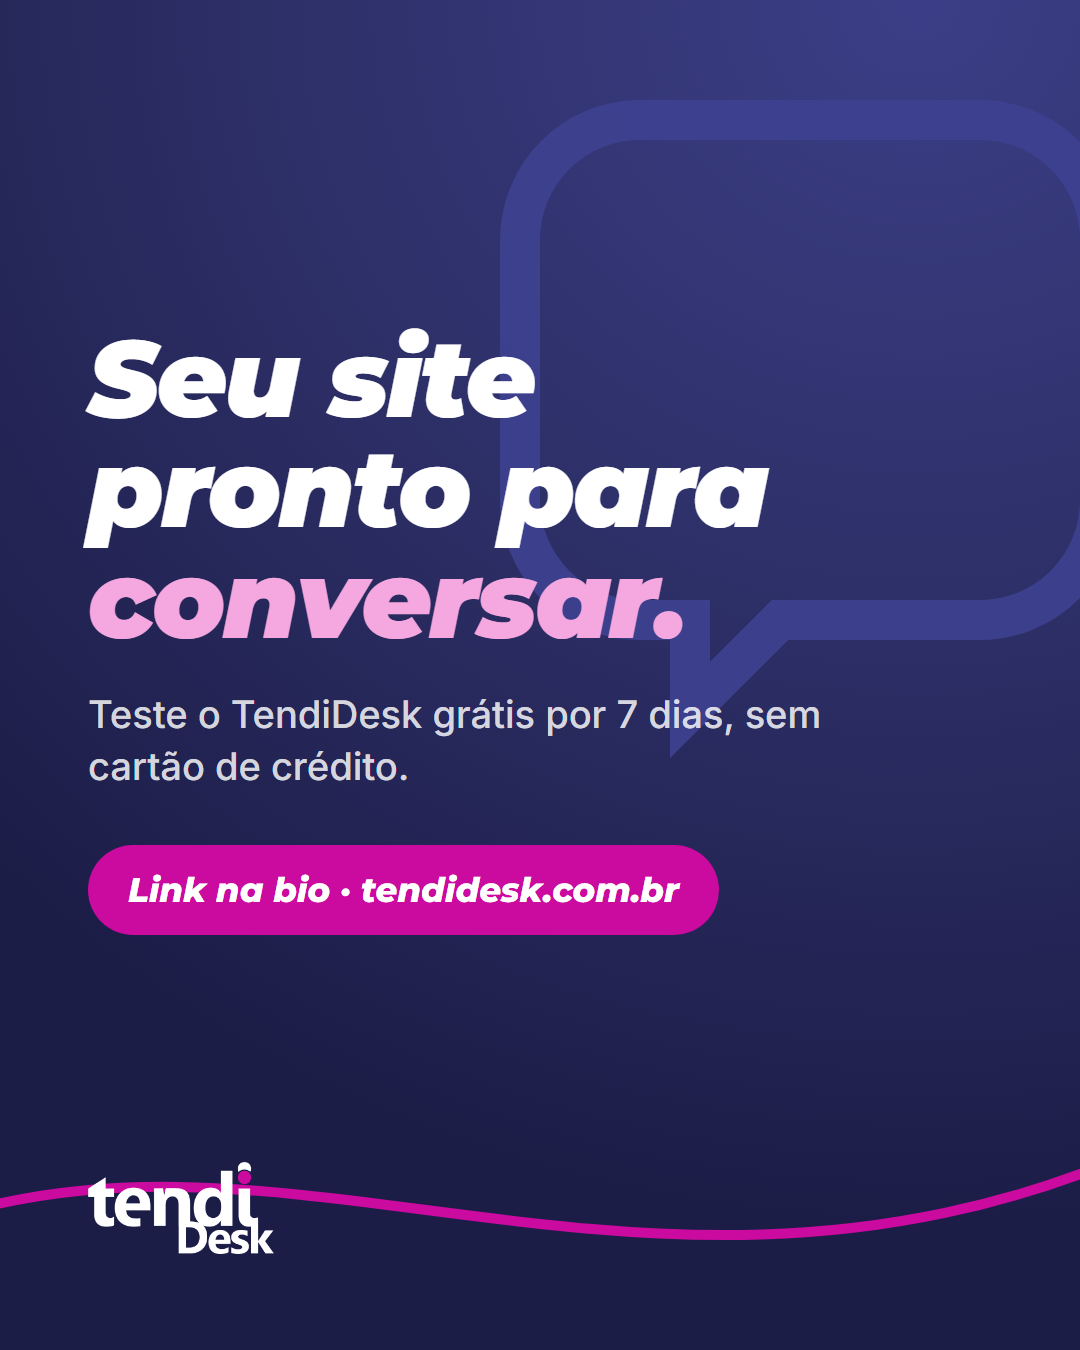 Seu site
pronto para
conversar.
Teste o TendiDesk grátis por 7 dias, sem
cartão de crédito.
Link na bio • tendidesk.com.br
tendi
Desk